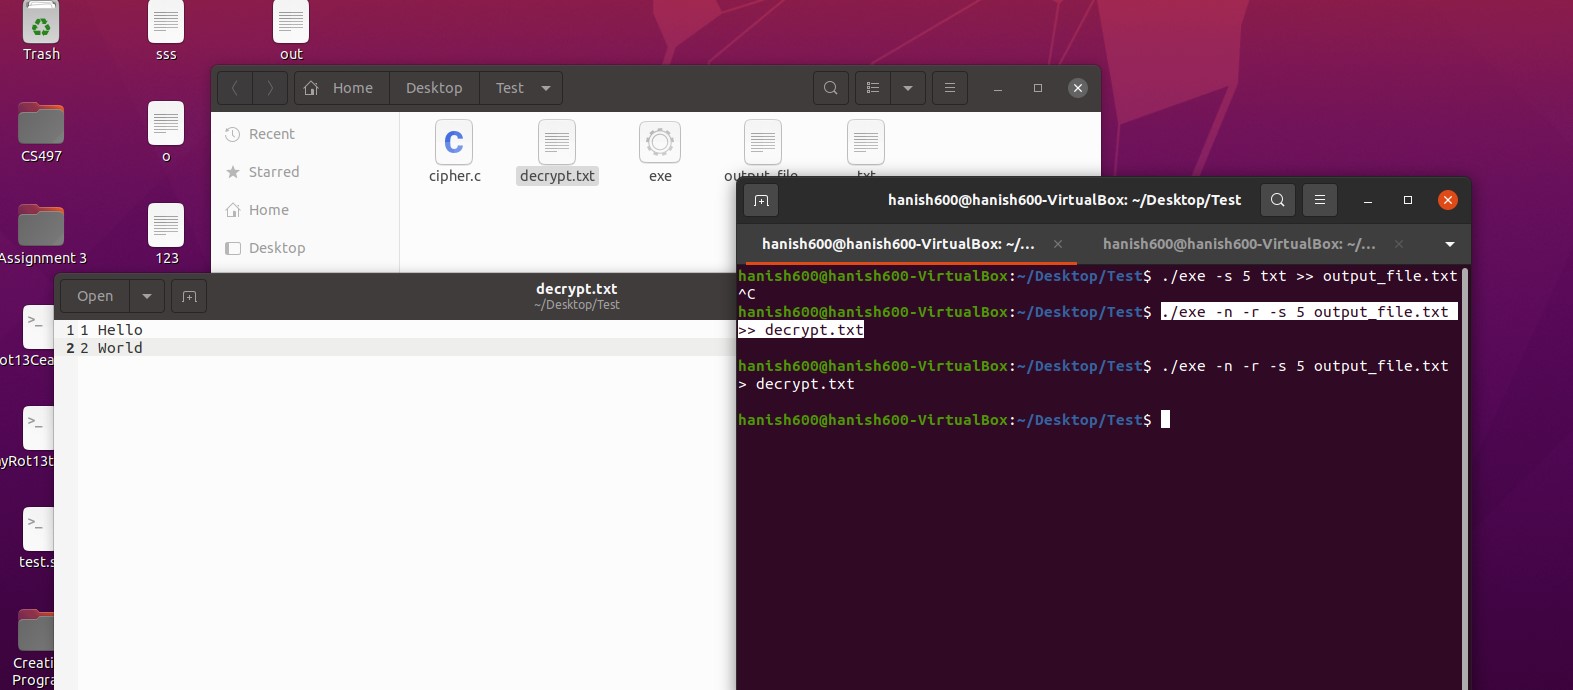 Trash
sss
out
CS497
o
Assignment 3
123
ot13Cea
yRot13t
test.s
Creati
Progra
Home
Desktop
Test
Recent
Starred
Home
Desktop
cipher.c
decrypt.txt
exe
output_file
txt
Open
decrypt.txt
~/Desktop/Test
1 1 Hello
2 2 World
hanish600@hanish600-VirtualBox: ~/Desktop/Test
hanish600@hanish600-VirtualBox: ~/...
hanish600@hanish600-VirtualBox: ~/...
hanish600@hanish600-VirtualBox:~/Desktop/Test$ ./exe -s 5 txt >> output_file.txt
^C
hanish600@hanish600-VirtualBox:~/Desktop/Test$ ./exe -n -r -s 5 output_file.txt
>> decrypt.txt
hanish600@hanish600-VirtualBox:~/Desktop/Test$ ./exe -n -r -s 5 output_file.txt
> decrypt.txt
hanish600@hanish600-VirtualBox:~/Desktop/Test$